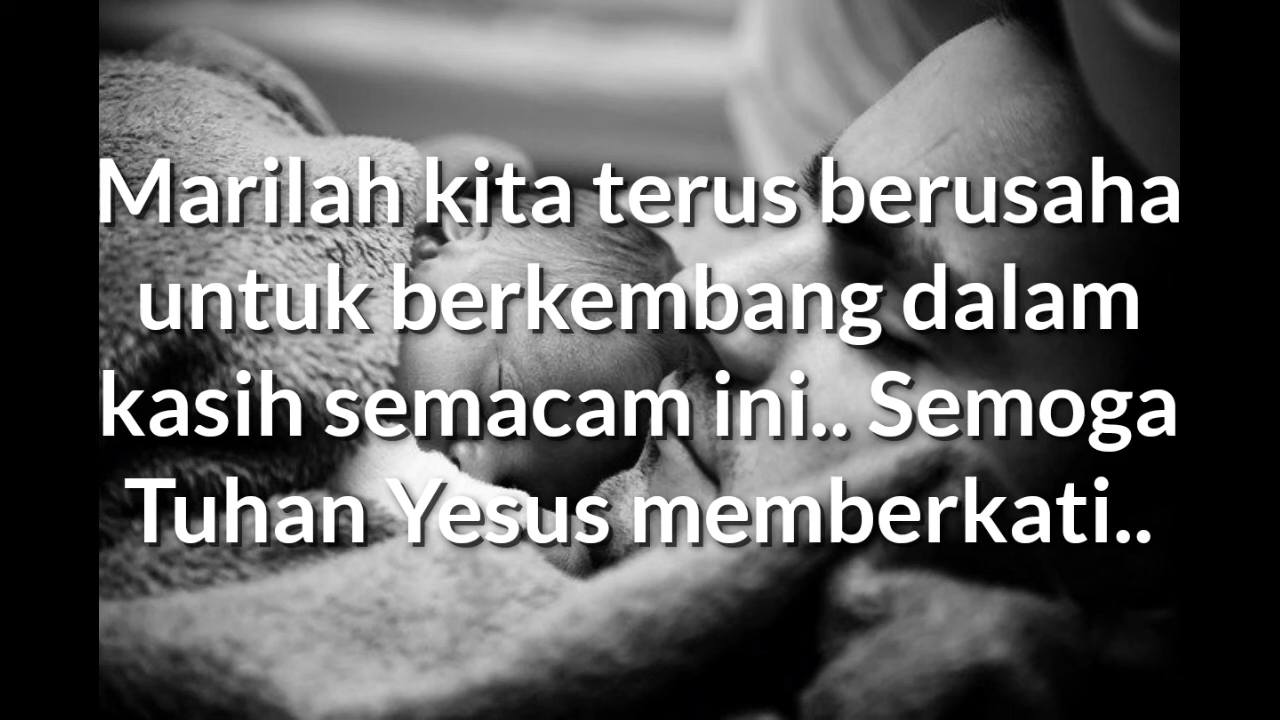 Marilah kita terus berusaha
untuk berkembang dalam
kasih semacam ini.. Semoga
Tuhan Yesus memberkati..